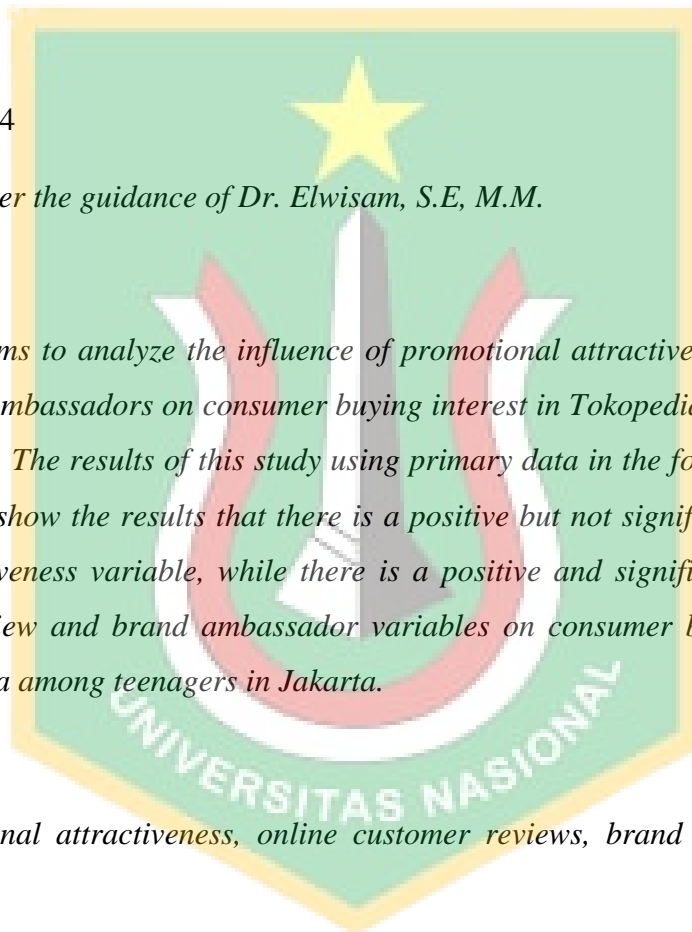 4
er the guidance of Dr. Elwisam, S.E, M.M.
ms to analyze the influence of promotional attractive
mbassadors on consumer buying interest in Tokopedia
The results of this study using primary data in the fo
show the results that there is a positive but not signif
veness variable, while there is a positive and signifi
iew and brand ambassador variables on consumer b
a among teenagers in Jakarta.
UNIVERSITAS NASIONAL
nal attractiveness, online customer reviews, brand